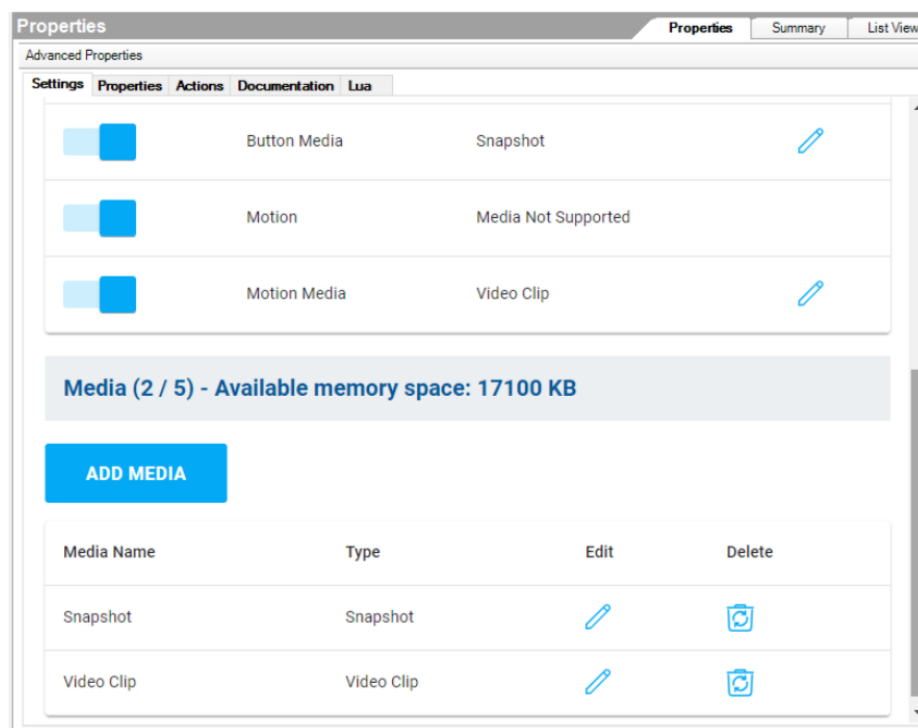 Properties
Properties Summary List View
Advanced Properties
Settings Properties Actions Documentation Lua
Button Media Snapshot
Motion Media Not Supported
Motion Media Video Clip
Media (2 / 5) - Available memory space: 17100 KB
ADD MEDIA
Media Name Type Edit Delete
Snapshot Snapshot
Video Clip Video Clip